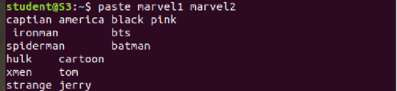 student@S3:~$ paste marvel1 marvel2
captian america black pink
 ironman        bts
spiderman       batman
hulk    cartoon
xmen    tom
strange jerry